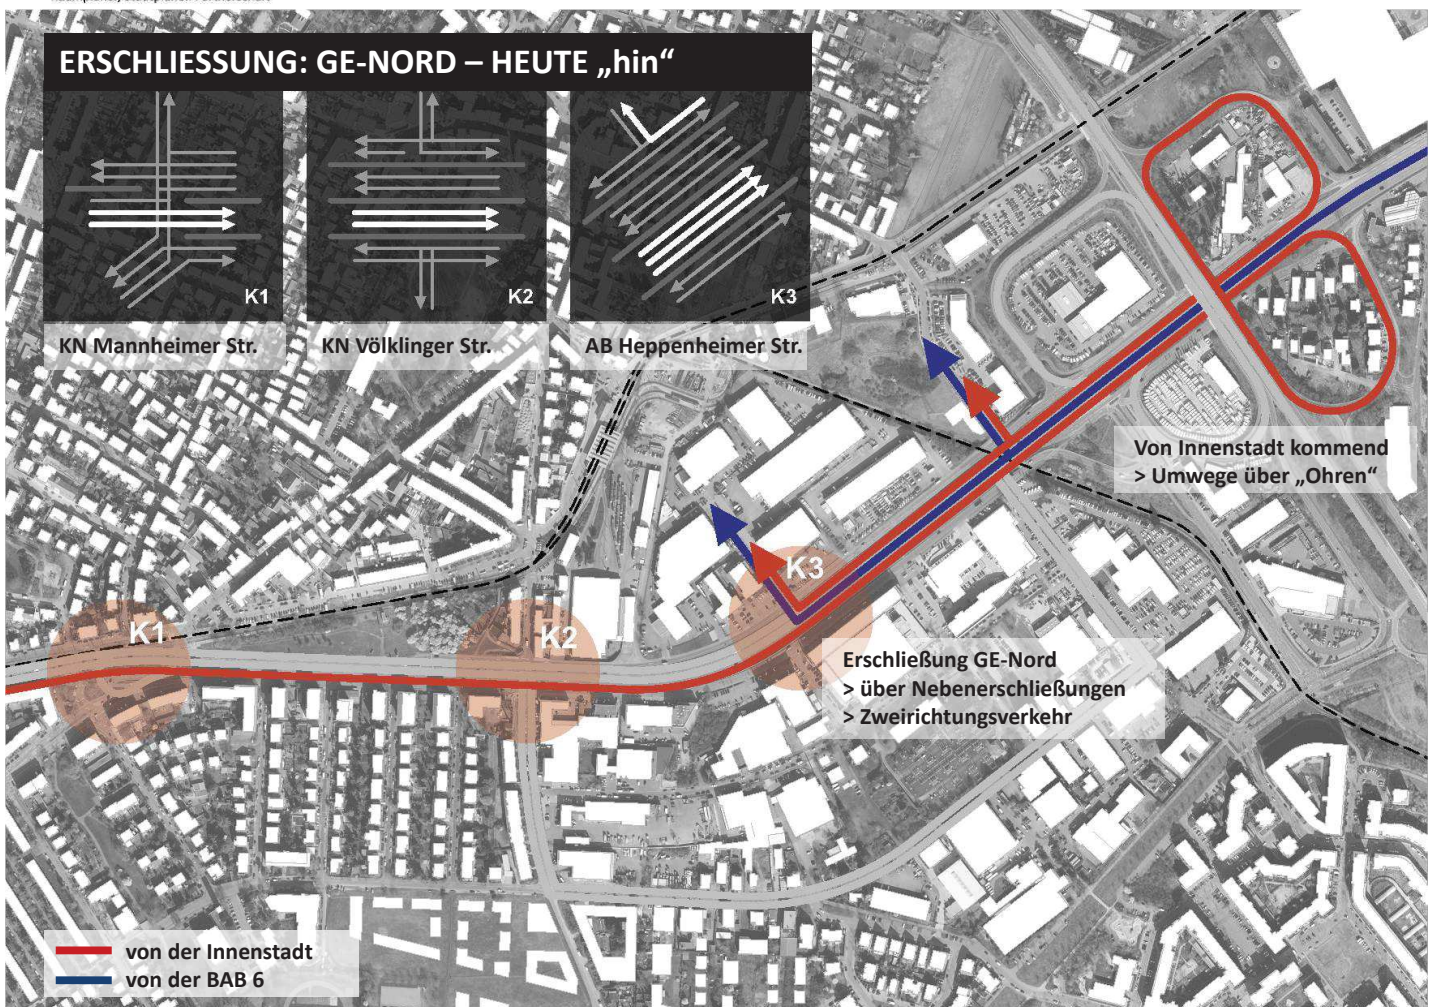 ERSCHLIESSUNG: GE-NORD – HEUTE „hin“
K1
K2
K3
KN Mannheimer Str.
KN Völklinger Str.
AB Heppenheimer Str.
Von Innenstadt kommend
> Umwege über „Ohren“
K3
K1
K2
Erschließung GE-Nord
> über Nebenerschließungen
> Zweirichtungsverkehr
von der Innenstadt
von der BAB 6